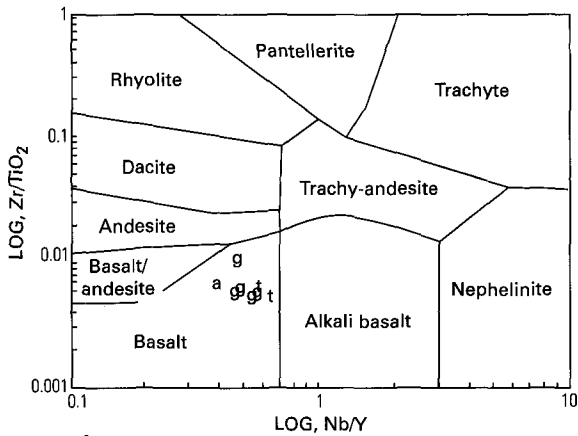 1
Pantellerite
Rhyolite
Trachyte
0.1
Dacite
Trachy-andesite
Andesite
0.01
Basalt/
andesite
g
a g g t g g t
Nephelinite
Basalt
Alkali basalt
0.001
0.1 1 10
LOG, Zr/TiO2
LOG, Nb/Y